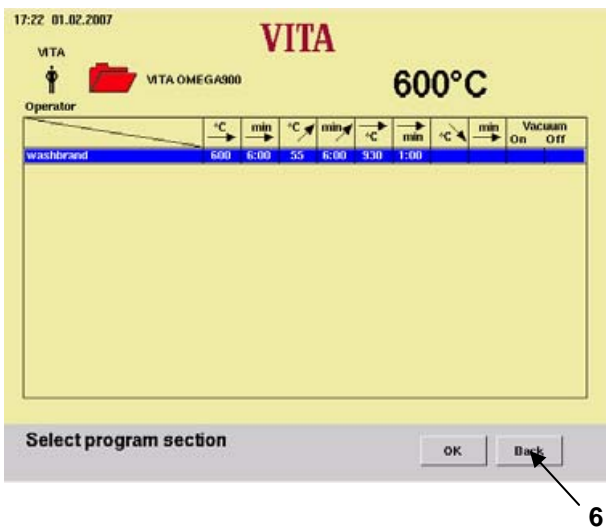 17:22 01.02.2007
VITA
VITA
VITA OMEGA900
600°C
Operator
°C min °C min °C min °C min Vacuum
On Off
washbrand 600 6:00 55 6:00 930 1:00
Select program section
OK Back
6